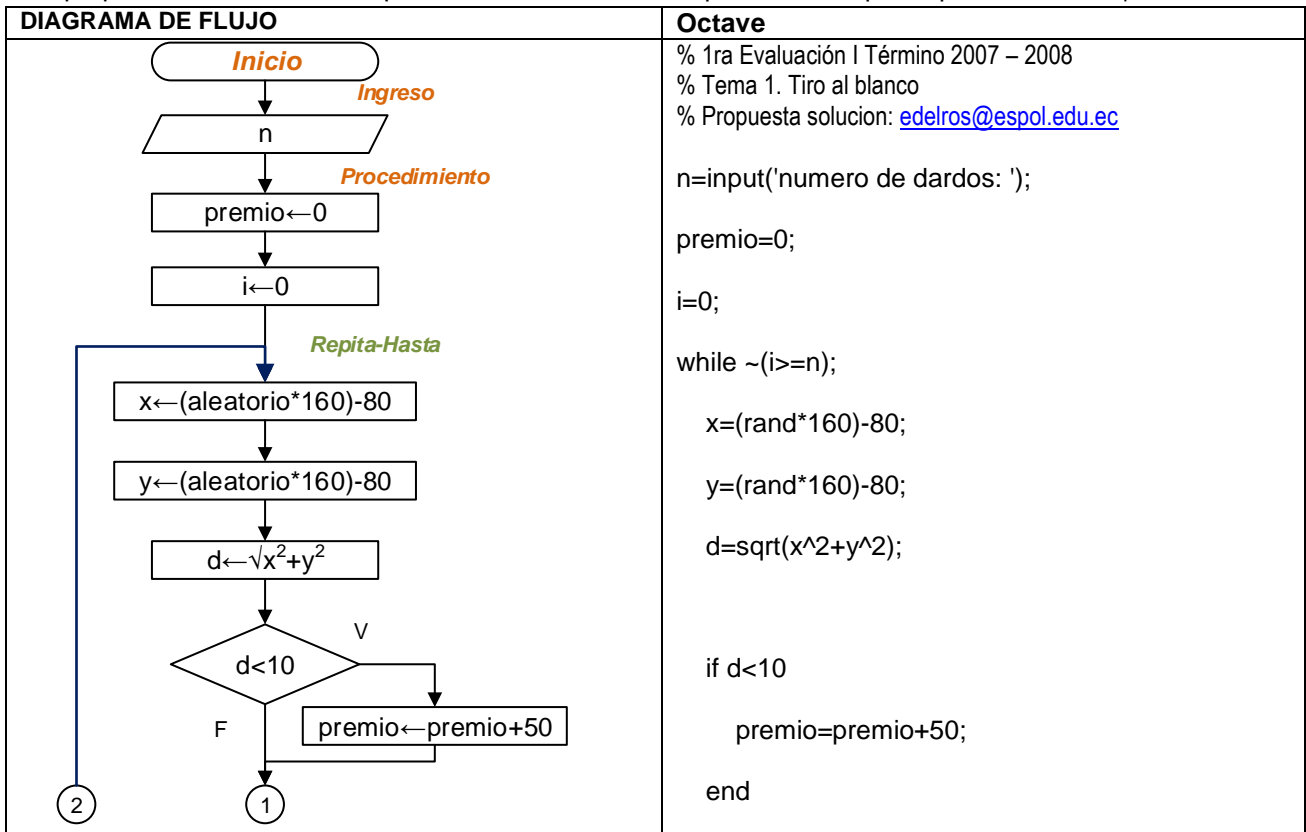 DIAGRAMA DE FLUJO
Inicio
Ingreso
n
Procedimiento
premio←0
i←0
Repita-Hasta
x←(aleatorio*160)-80
y←(aleatorio*160)-80
d←√x²+y²
d<10
V
F
premio←premio+50
2
1
Octave
% 1ra Evaluación I Término 2007 – 2008
% Tema 1. Tiro al blanco
% Propuesta solucion: edelros@espol.edu.ec
n=input('numero de dardos: ');
premio=0;
i=0;
while ~(i>=n);
x=(rand*160)-80;
y=(rand*160)-80;
d=sqrt(x^2+y^2);
if d<10
premio=premio+50;
end